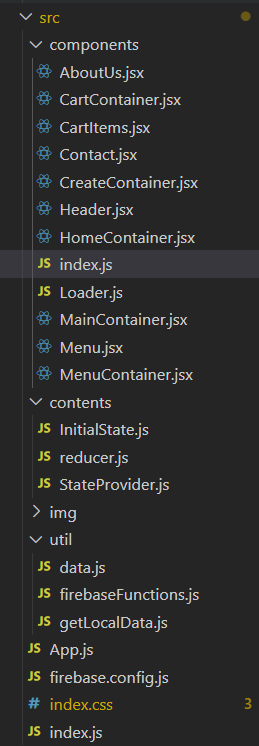 src
components
AboutUs.jsx
CartContainer.jsx
CartItems.jsx
Contact.jsx
CreateContainer.jsx
Header.jsx
HomeContainer.jsx
JS index.js
JS Loader.js
MainContainer.jsx
Menu.jsx
MenuContainer.jsx
contents
JS InitialState.js
JS reducer.js
JS StateProvider.js
img
util
JS data.js
JS firebaseFunctions.js
JS getLocalData.js
JS App.js
JS firebase.config.js
# index.css 3
JS index.js